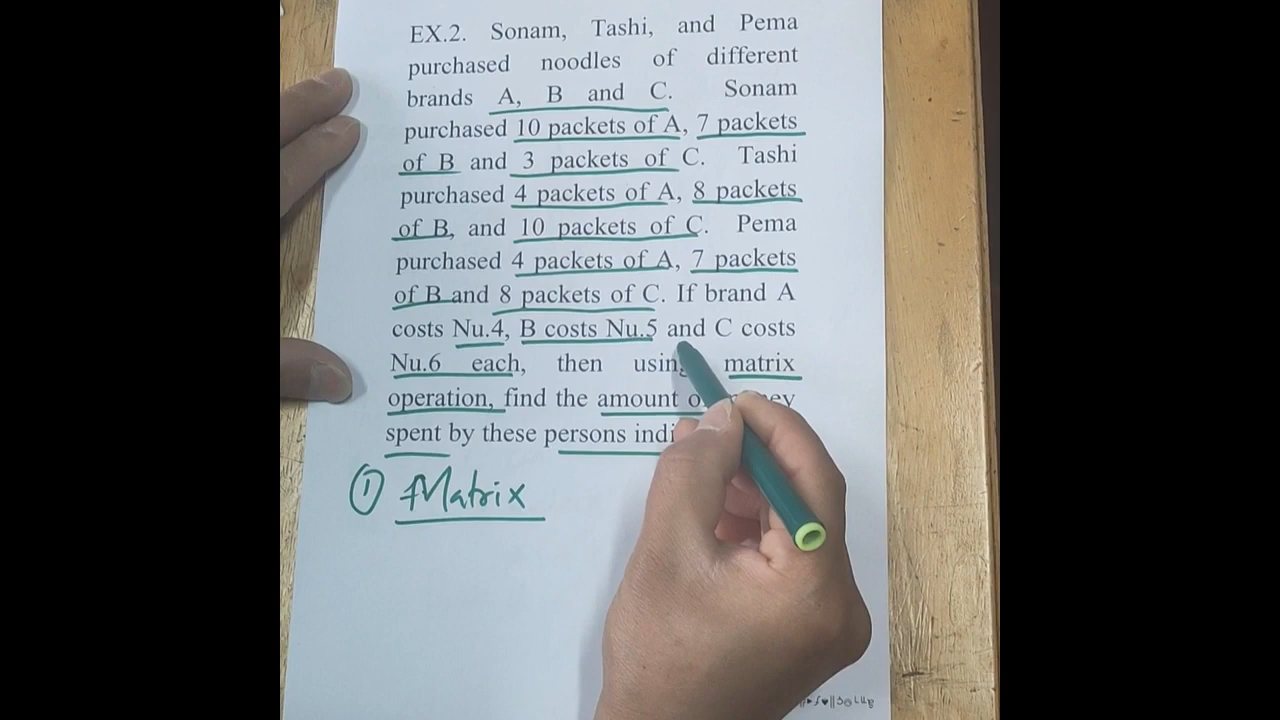 EX.2. Sonam, Tashi, and Pema
purchased noodles of different
brands A, B and C. Sonam
purchased 10 packets of A, 7 packets
of B and 3 packets of C. Tashi
purchased 4 packets of A, 8 packets
of B, and 10 packets of C. Pema
purchased 4 packets of A, 7 packets
of B and 8 packets of C. If brand A
costs Nu.4, B costs Nu.5 and C costs
Nu.6 each, then using matrix
operation, find the amount
spent by these persons
① Matrix